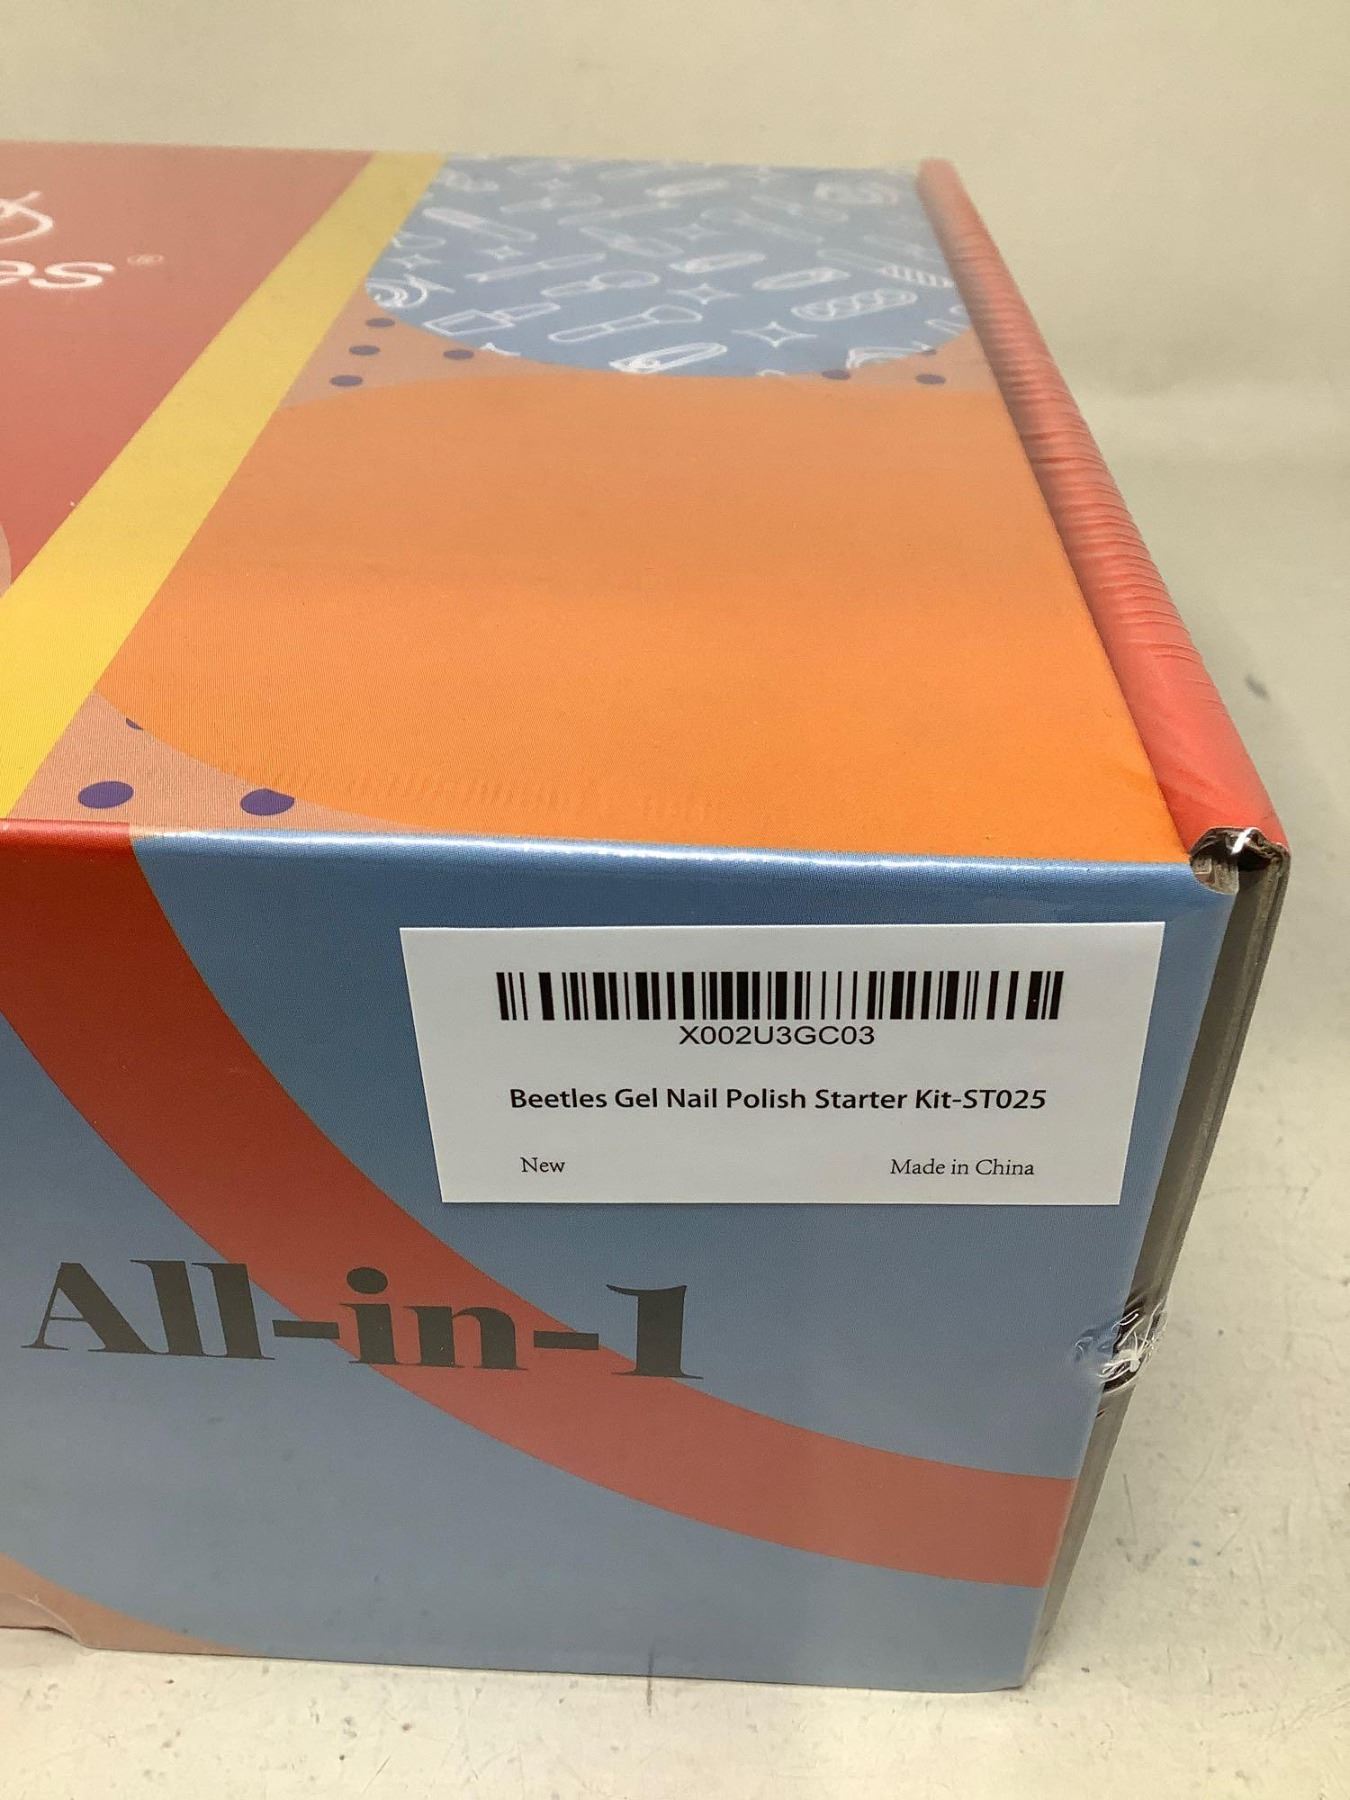 X002U3GC03
Beetles Gel Nail Polish Starter Kit-ST025
New
Made in China
All-in-1